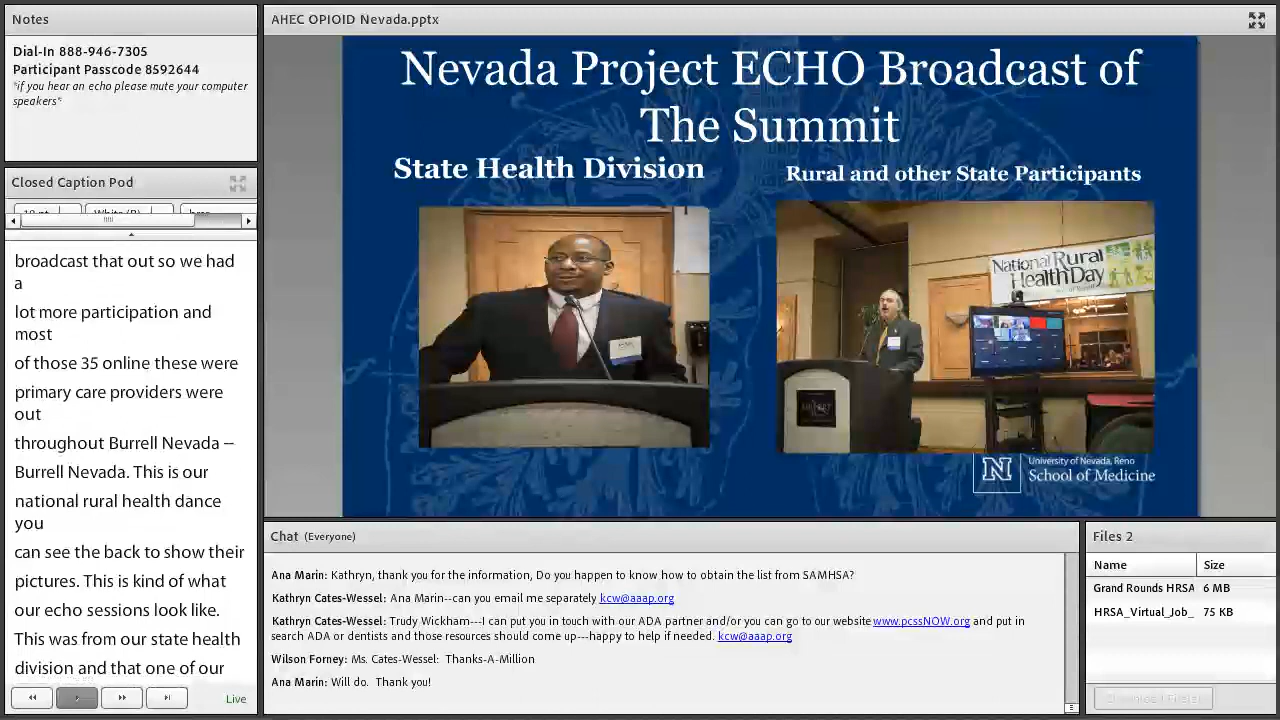 Notes
Dial-In 888-946-7305
Participant Passcode 8592644
*if you hear an echo please mute your computer
speakers*
Closed Caption Pod
broadcast that out so we had
a
lot more participation and
most
of those 35 online these were
primary care providers were
out
throughout Burrell Nevada –
Burrell Nevada. This is our
national rural health dance
you
can see the back to show their
pictures. This is kind of what
our echo sessions look like.
This was from our state health
division and that one of our
Live
AHEC OPIOID Nevada.pptx
Nevada Project ECHO Broadcast of
The Summit
State Health Division
Rural and other State Participants
National Rural
Health Day
N
University of Nevada, Reno
School of Medicine
Chat (Everyone)
Ana Marin: Kathryn, thank you for the information, Do you happen to know how to obtain the list from SAMHSA?
Kathryn Cates-Wessel: Ana Marin--can you email me separately kcw@aaap.org
Kathryn Cates-Wessel: Trudy Wickham---I can put you in touch with our ADA partner and/or you can go to our website www.pcssNOW.org and put in
search ADA or dentists and those resources should come up---happy to help if needed. kcw@aaap.org
Wilson Forney: Ms. Cates-Wessel: Thanks-A-Million
Ana Marin: Will do. Thank you!
Files 2
Name Size
Grand Rounds HRSA 6 MB
HRSA_Virtual_Job_ 75 KB